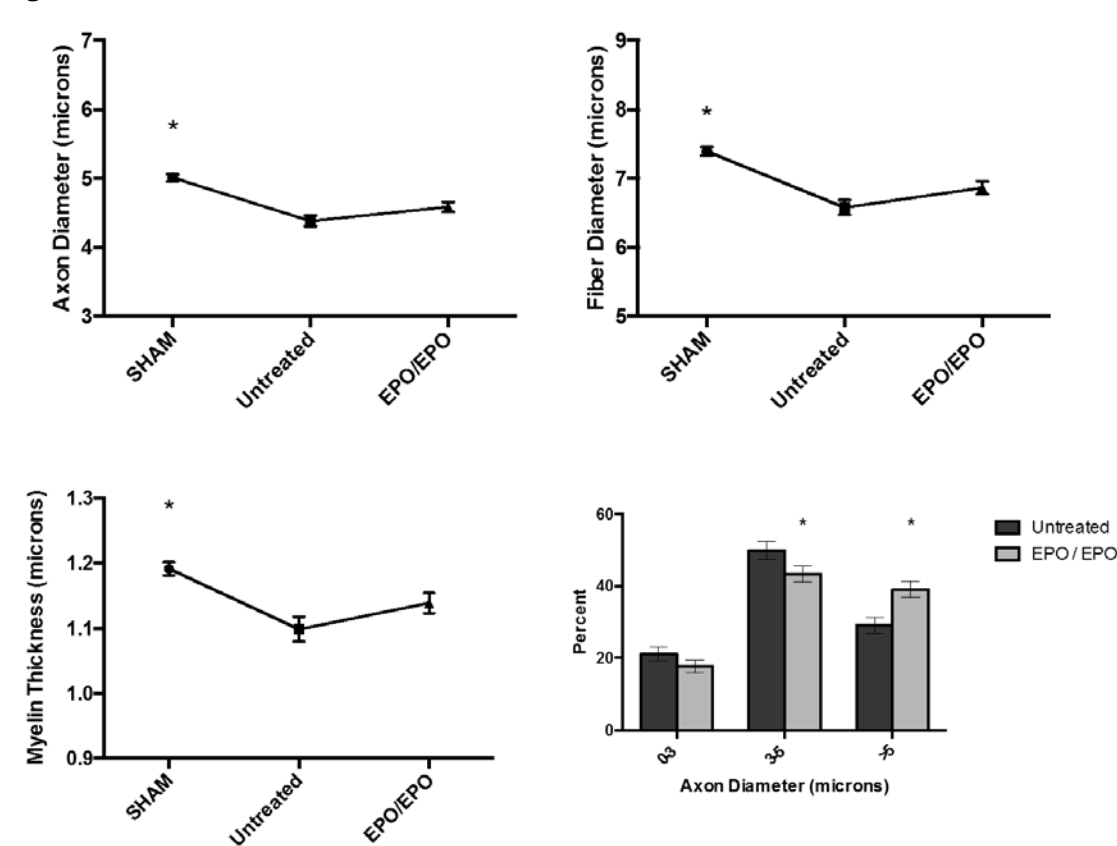 Axon Diameter (microns)
7
6
5
4
3
*
SHAM
Untreated
EPO/EPO
Fiber Diameter (microns)
9
8
7
6
5
*
SHAM
Untreated
EPO/EPO
Myelin Thickness (microns)
1.3
1.2
1.1
1.0
0.9
*
SHAM
Untreated
EPO/EPO
Percent
60
40
20
0
*
*
Untreated
EPO / EPO
0-3
Axon Diameter (microns)